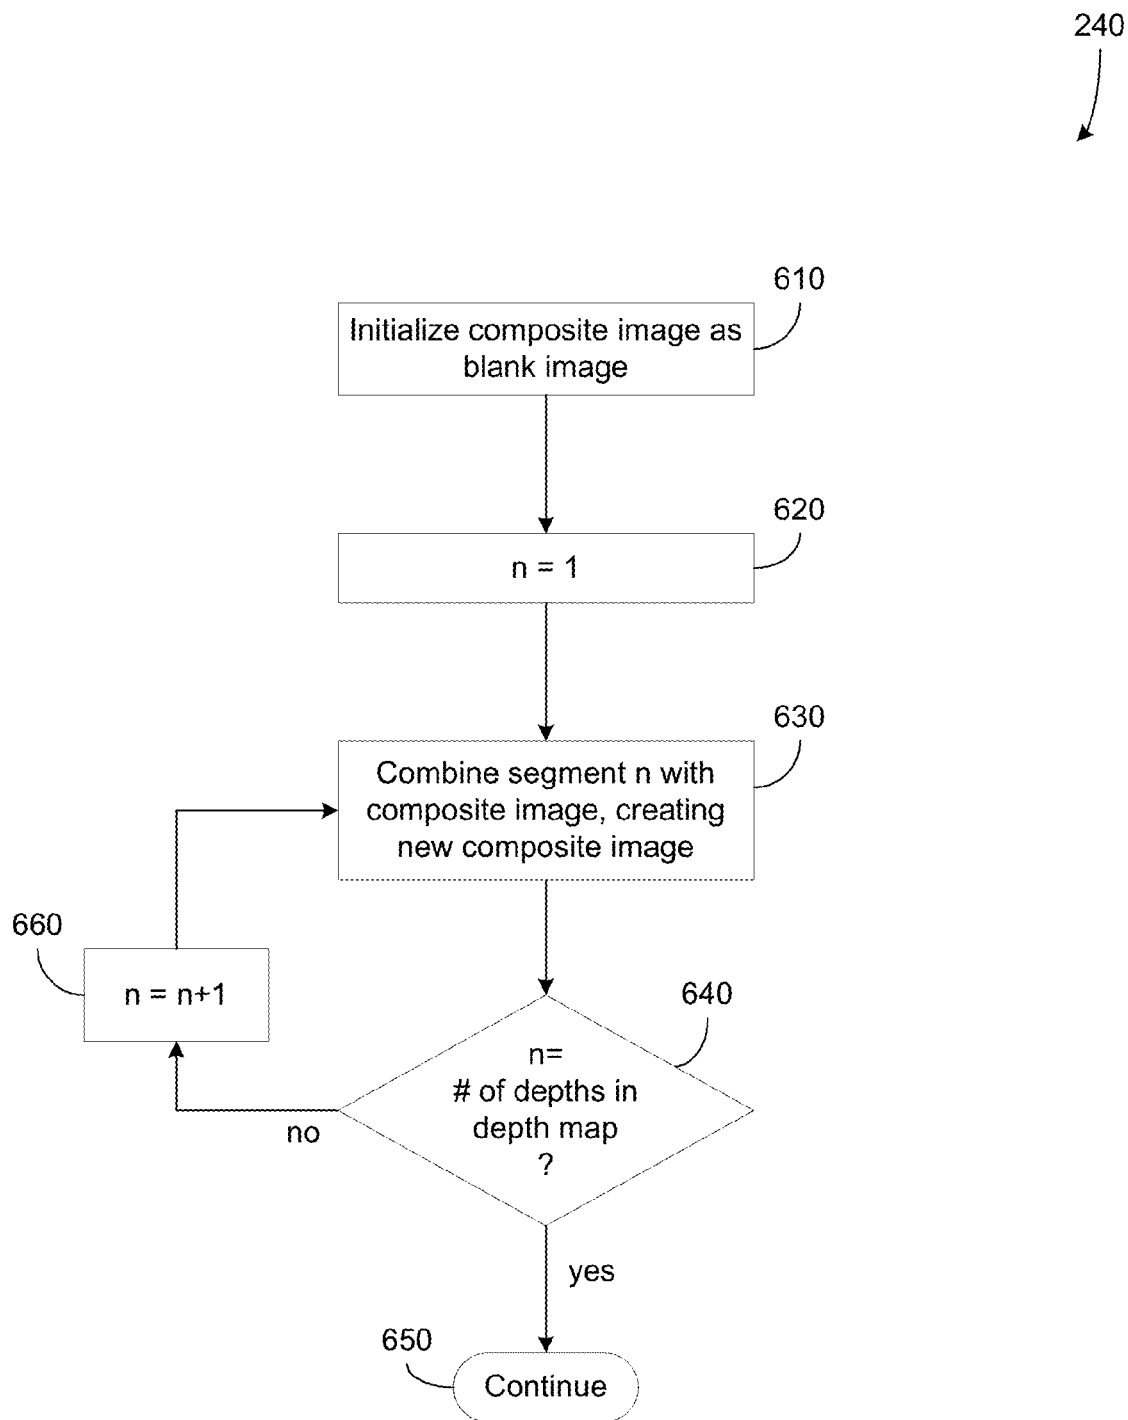 240
610
Initialize composite image as
blank image
620
n = 1
630
Combine segment n with
composite image, creating
new composite image
660
n = n+1
640
n=
# of depths in
depth map
?
no
yes
650
Continue